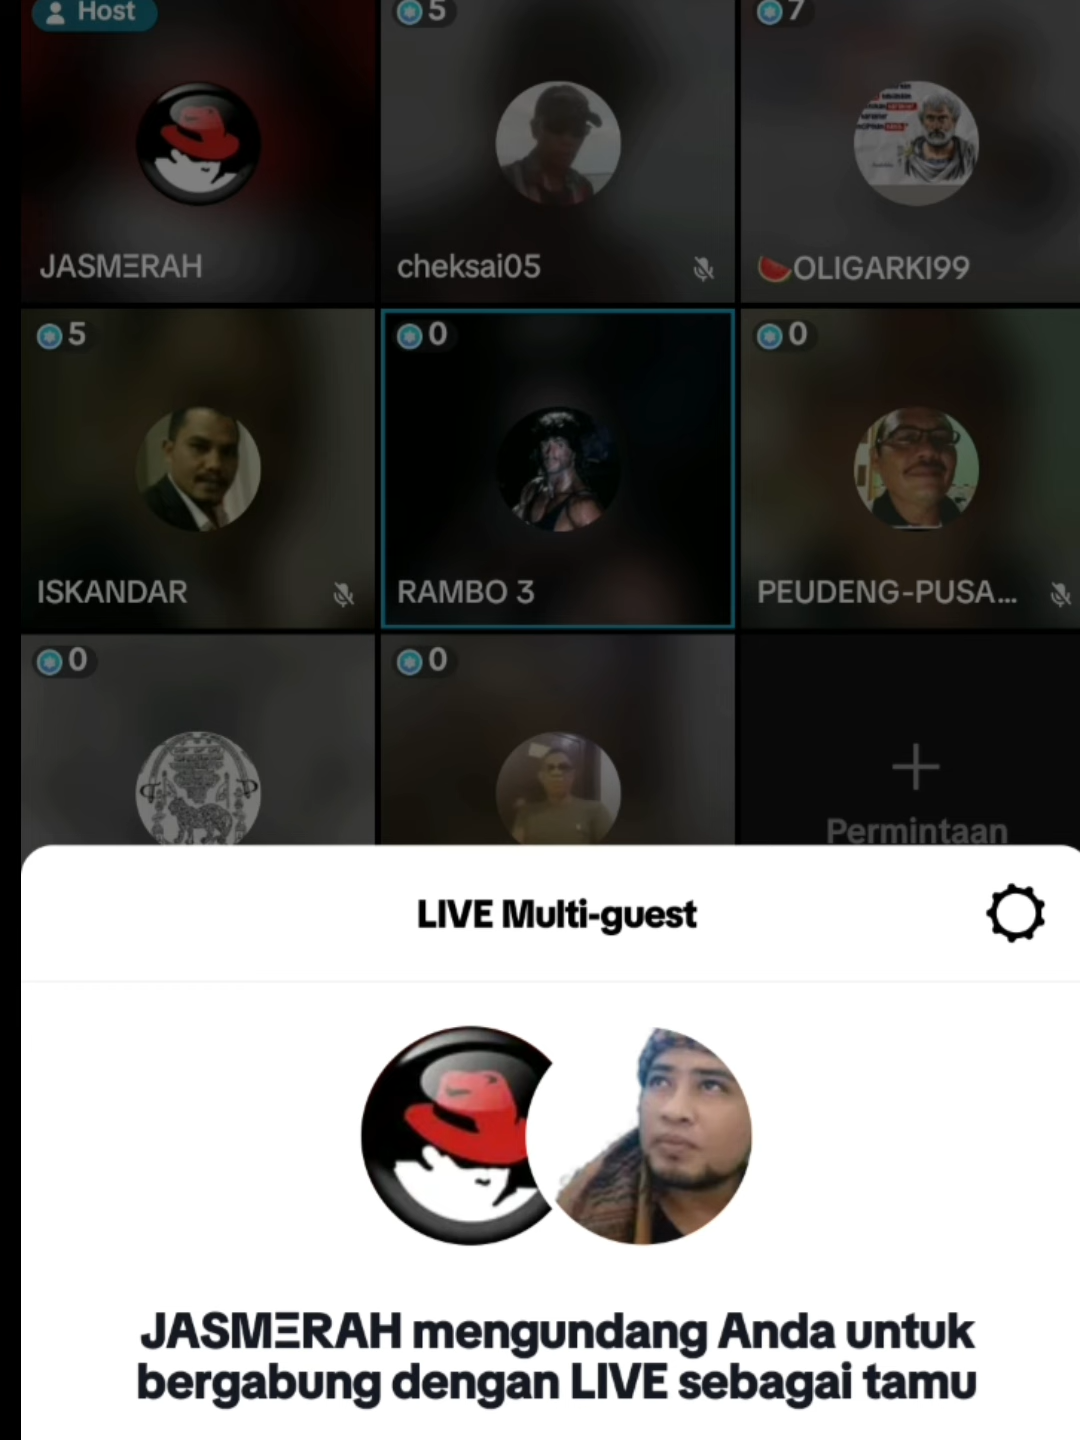 Host
5
7
JASMΞRAH
cheksai05
🍉OLIGARKI99
5
0
0
ISKANDAR
RAMBO 3
PEUDENG-PUSA...
0
0
Permintaan
LIVE Multi-guest
JASMΞRAH mengundang Anda untuk
bergabung dengan LIVE sebagai tamu